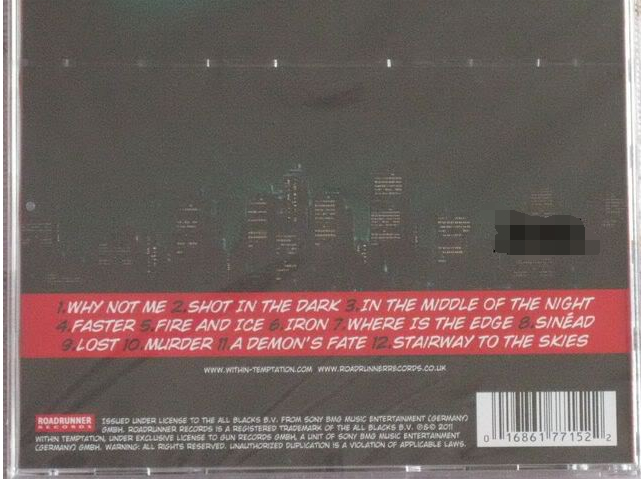 1. WHY NOT ME 2. SHOT IN THE DARK 3. IN THE MIDDLE OF THE NIGHT
4. FASTER 5. FIRE AND ICE 6. IRON 7. WHERE IS THE EDGE 8. SINÉAD
9. LOST 10. MURDER 11. A DEMON'S FATE 12. STAIRWAY TO THE SKIES
WWW.WITHIN-TEMPTATION.COM WWW.ROADRUNNERRECORDS.CO.UK
ROADRUNNER
RECORDS
ISSUED UNDER LICENSE TO THE ALL BLACKS B.V. FROM SONY BMG MUSIC ENTERTAINMENT (GERMANY)
GMBH. ROADRUNNER RECORDS IS A REGISTERED TRADEMARK OF THE ALL BLACKS B.V. ℗&© 2011
WITHIN TEMPTATION, UNDER EXCLUSIVE LICENSE TO GUN RECORDS GMBH, A UNIT OF SONY BMG MUSIC ENTERTAINMENT
(GERMANY) GMBH. WARNING: ALL RIGHTS RESERVED. UNAUTHORIZED DUPLICATION IS A VIOLATION OF APPLICABLE LAWS.
0 16861 77152 2